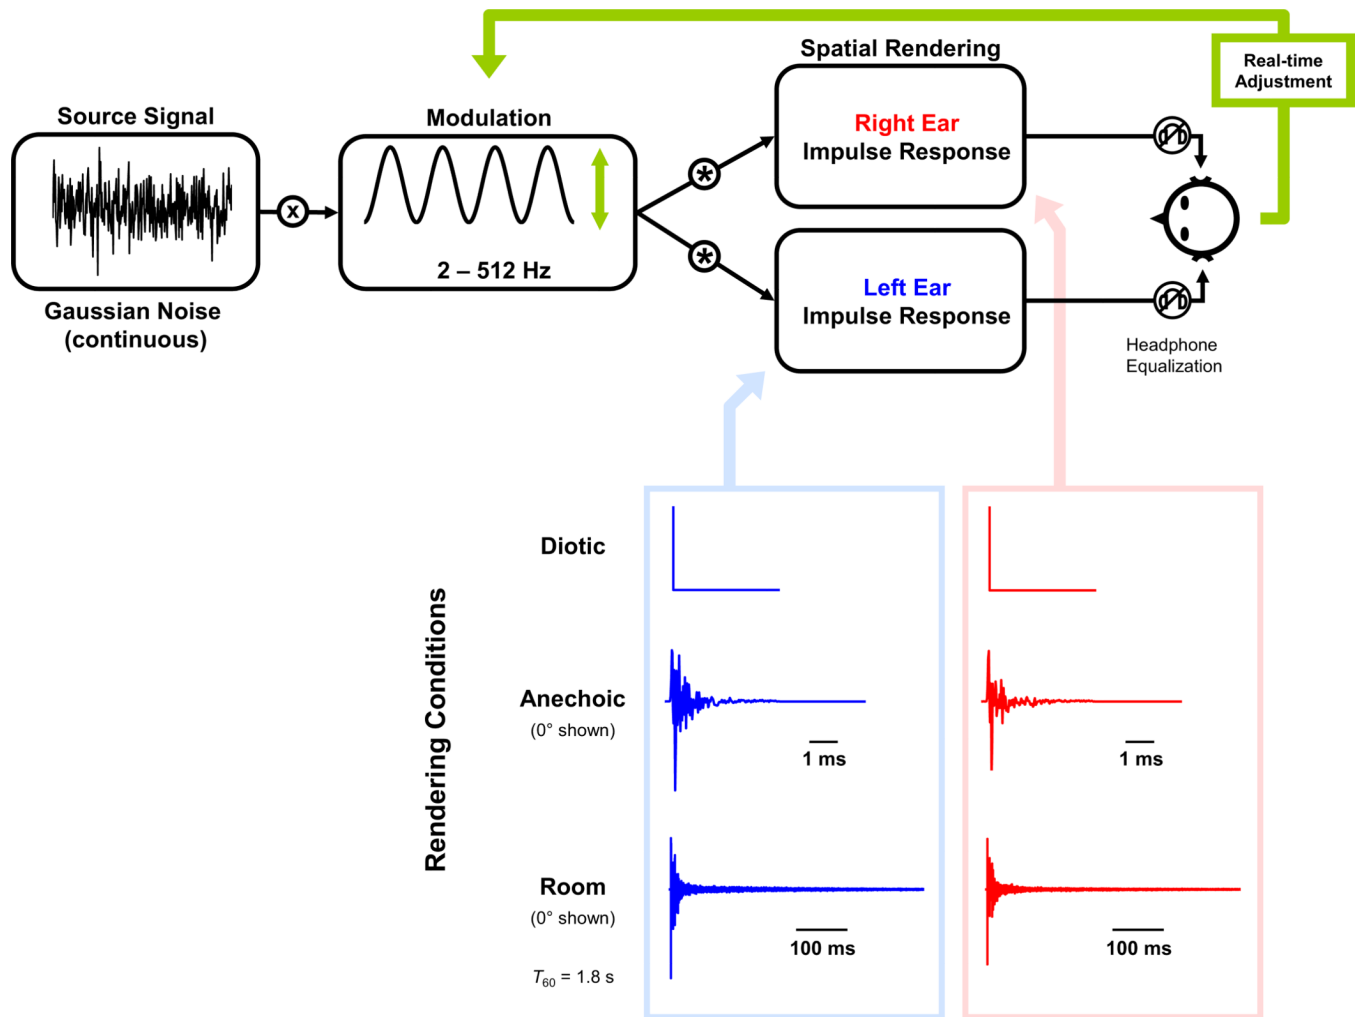 Spatial Rendering
Real-time
Adjustment
Source Signal
Modulation
Right Ear
Impulse Response
x
*
2 – 512 Hz
*
Left Ear
Impulse Response
Gaussian Noise
(continuous)
Headphone
Equalization
Rendering Conditions
Diotic
Anechoic
(0° shown)
1 ms
1 ms
Room
(0° shown)
100 ms
100 ms
T60 = 1.8 s